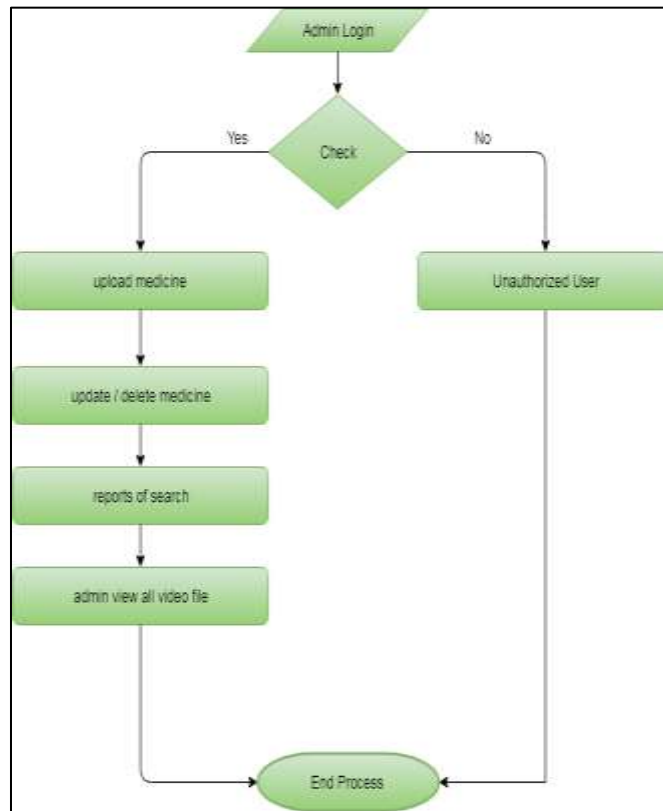 Admin Login
Yes
Check
No
upload medicine
Unauthorized User
update / delete medicine
reports of search
admin view all video file
End Process